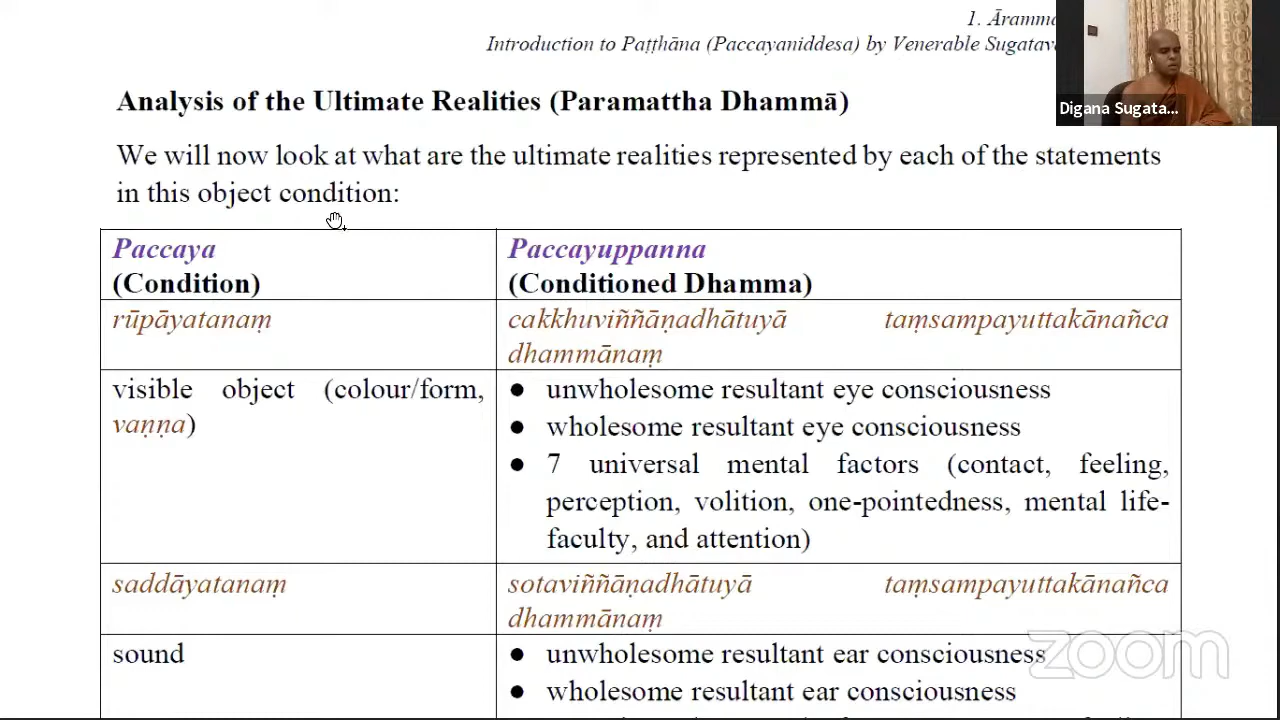 1. Āramma
Introduction to Paṭṭhāna (Paccayaniddesa) by Venerable Sugatava
Digana Sugata...
Analysis of the Ultimate Realities (Paramattha Dhammā)
We will now look at what are the ultimate realities represented by each of the statements
in this object condition:
Paccaya
(Condition)
Paccayuppanna
(Conditioned Dhamma)
rūpāyatanaṃ
cakkhuviññāṇadhātuyā taṃsampayuttakānañca
dhammānaṃ
visible object (colour/form,
vaṇṇa)
● unwholesome resultant eye consciousness
● wholesome resultant eye consciousness
● 7 universal mental factors (contact, feeling,
perception, volition, one-pointedness, mental life-
faculty, and attention)
saddāyatanaṃ
sotaviññāṇadhātuyā taṃsampayuttakānañca
dhammānaṃ
sound
● unwholesome resultant ear consciousness
● wholesome resultant ear consciousness
zoom